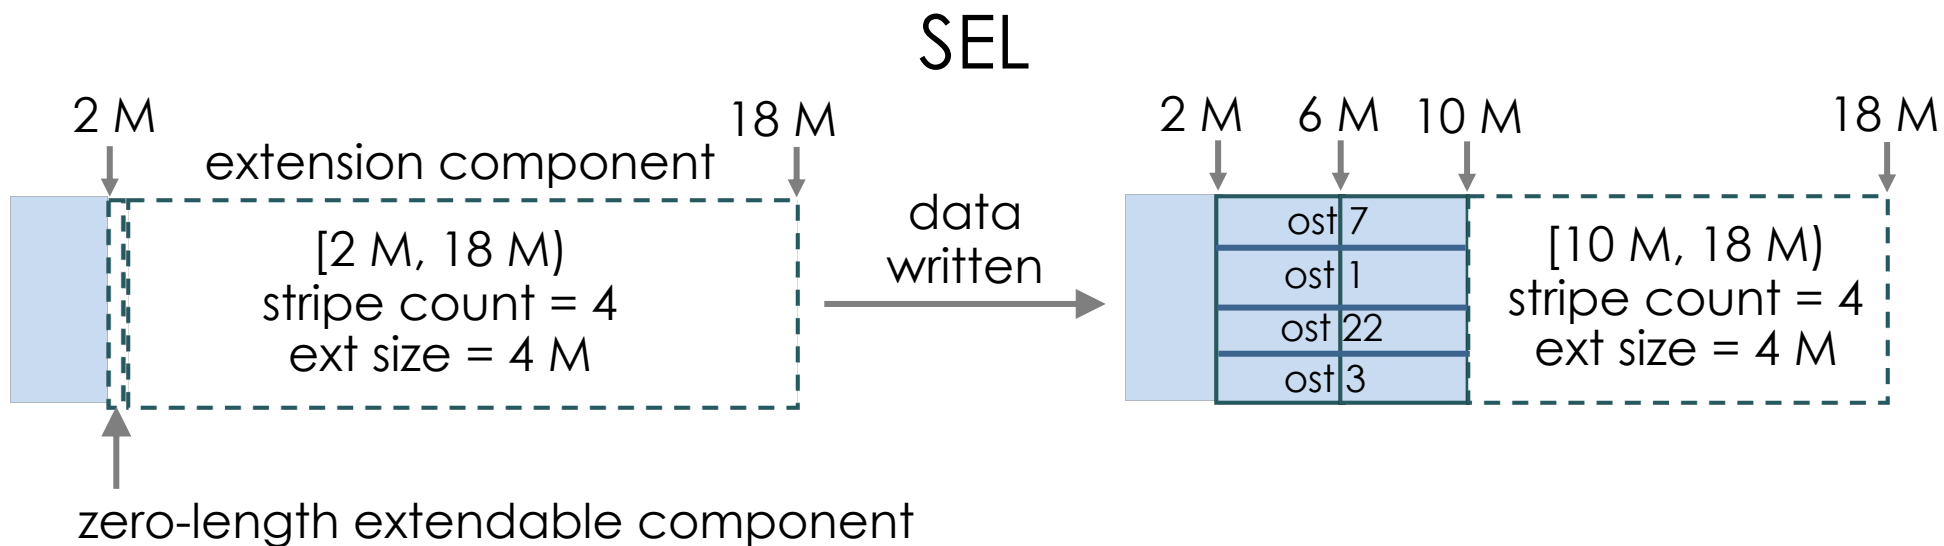 SEL
2 M
18 M
extension component
[2 M, 18 M)
stripe count = 4
ext size = 4 M
zero-length extendable component
data
written
2 M
6 M
10 M
18 M
ost 7
ost 1
ost 22
ost 3
[10 M, 18 M)
stripe count = 4
ext size = 4 M